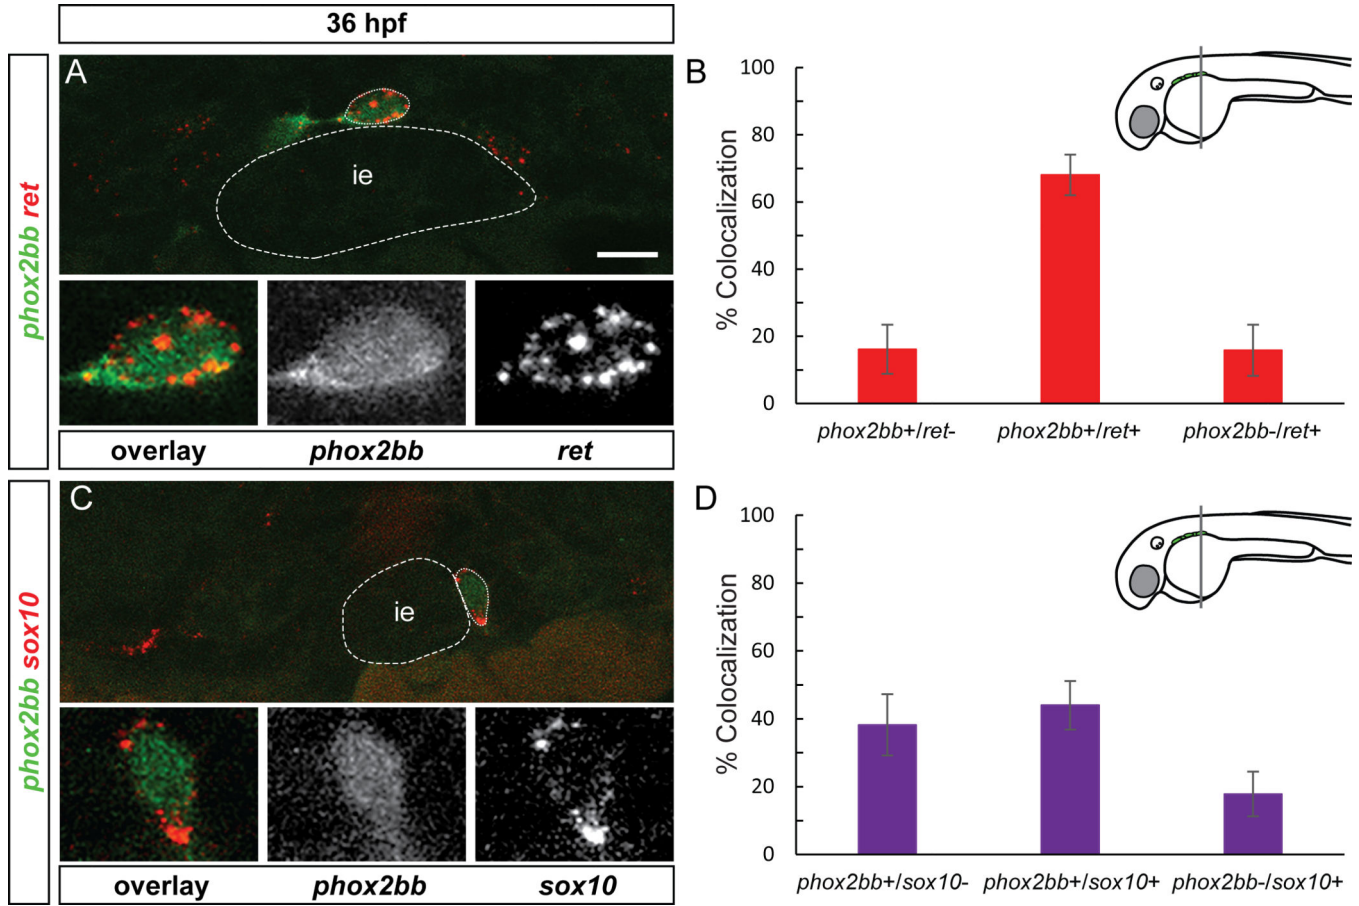 36 hpf
phox2bb ret
A
ie
overlay
phox2bb
ret
B
% Colocalization
100
80
60
40
20
0
phox2bb+/ret-
phox2bb+/ret+
phox2bb-/ret+
phox2bb sox10
C
ie
overlay
phox2bb
sox10
D
% Colocalization
100
80
60
40
20
0
phox2bb+/sox10-
phox2bb+/sox10+
phox2bb-/sox10+